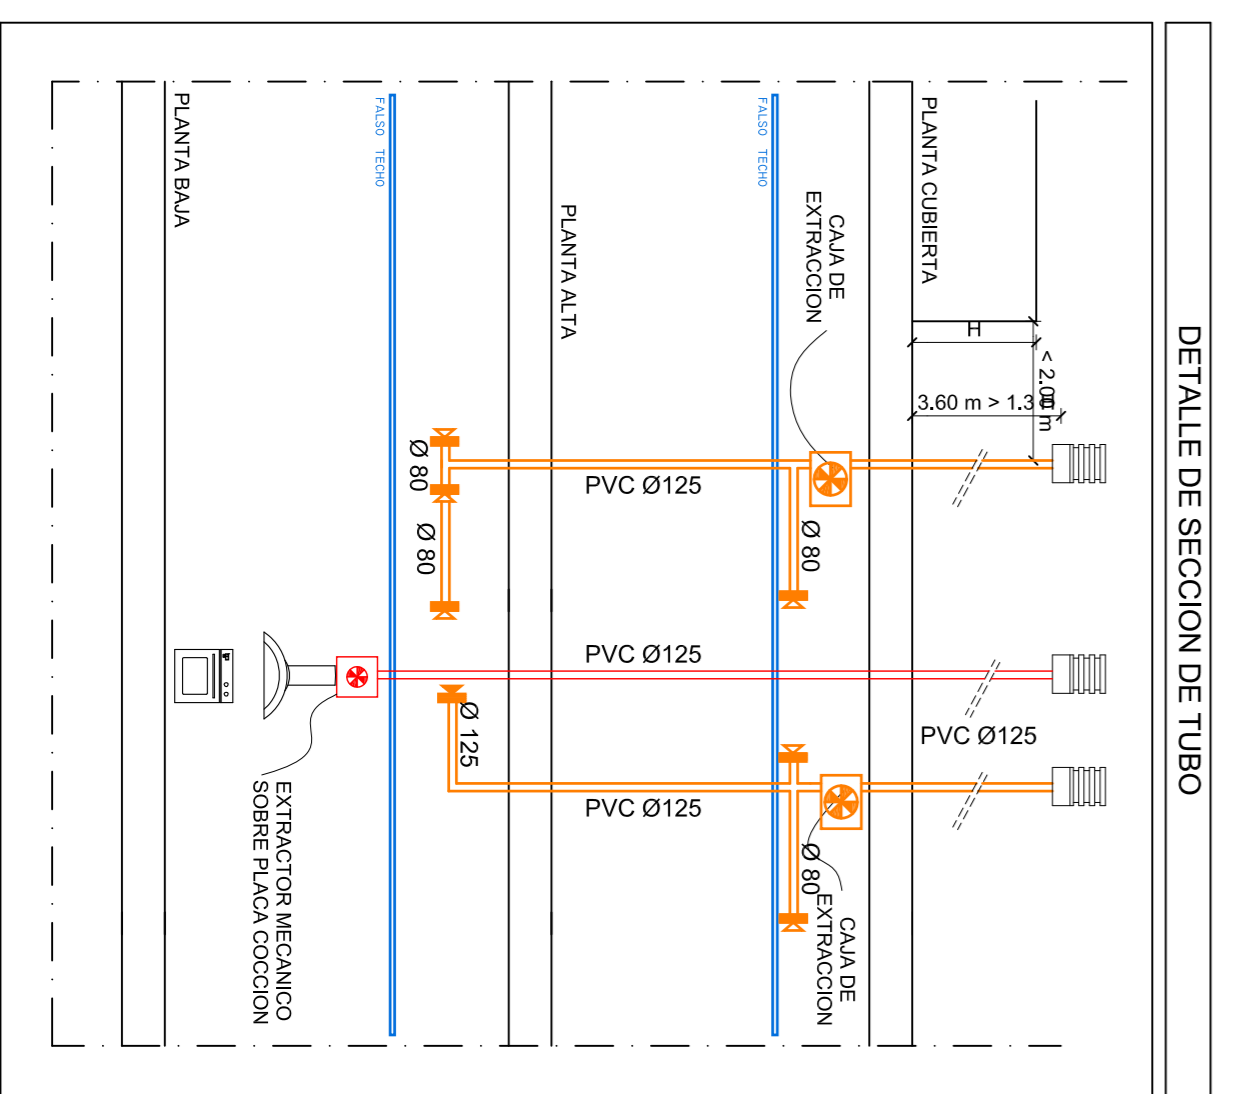 DETALLE DE SECCION DE TUBO
PLANTA CUBIERTA
H
< 2.00 m
3.60 m > 1.3
CAJA DE
EXTRACCION
FALSO TECHO
PLANTA ALTA
FALSO TECHO
PLANTA BAJA
Ø 80
Ø 80
PVC Ø125
Ø 80
PVC Ø125
PVC Ø125
Ø 125
PVC Ø125
Ø 80
CAJA DE
EXTRACCION
EXTRACTOR MECANICO
SOBRE PLACA COCCION